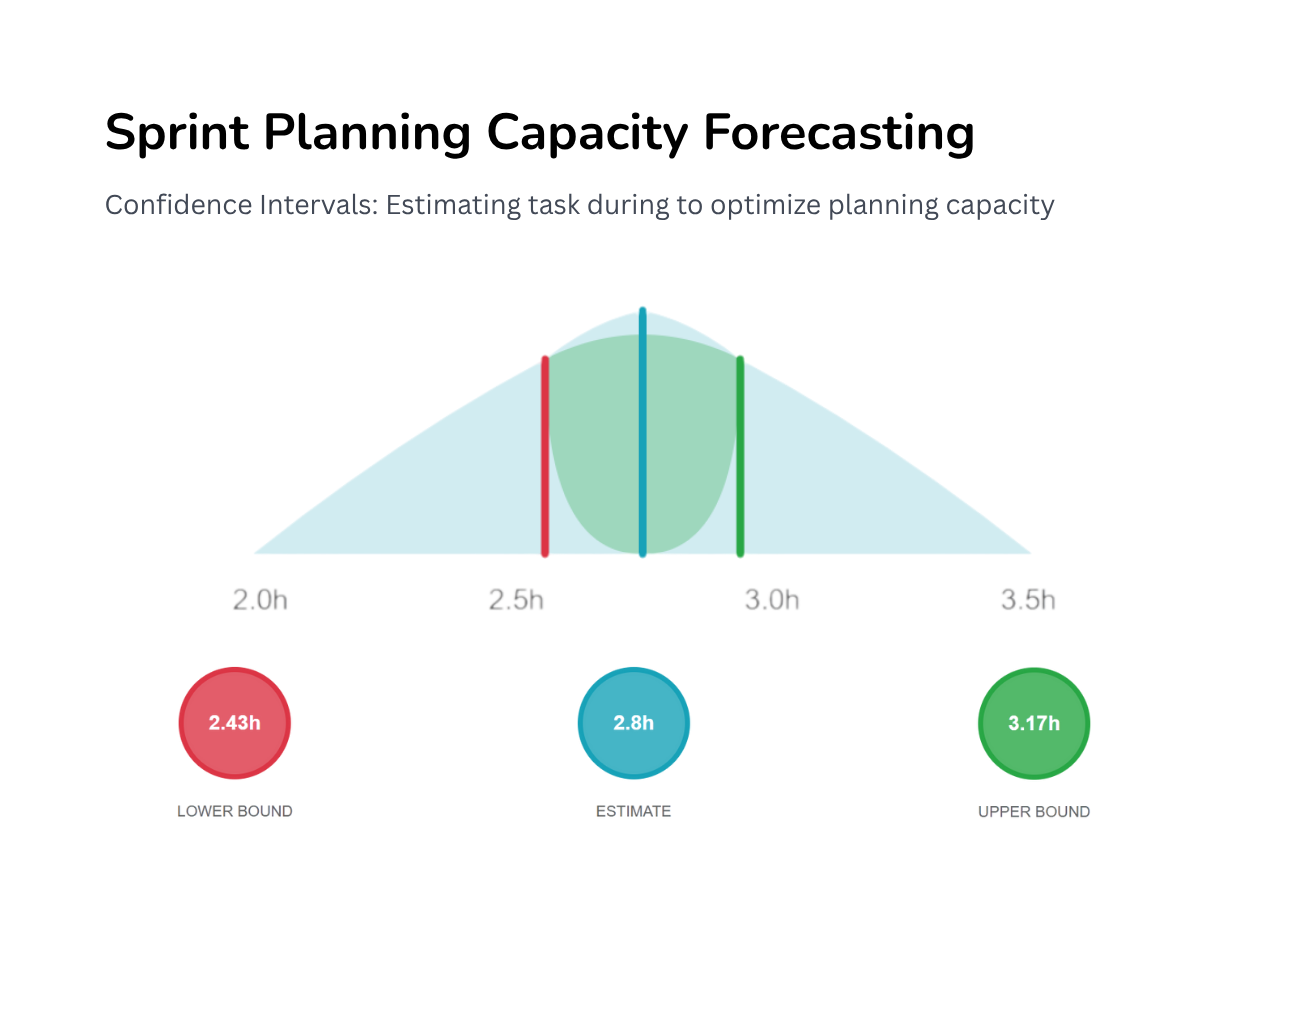 Sprint Planning Capacity Forecasting
Confidence Intervals: Estimating task during to optimize planning capacity
2.0h 2.5h 3.0h 3.5h
2.43h 2.8h 3.17h
LOWER BOUND ESTIMATE UPPER BOUND